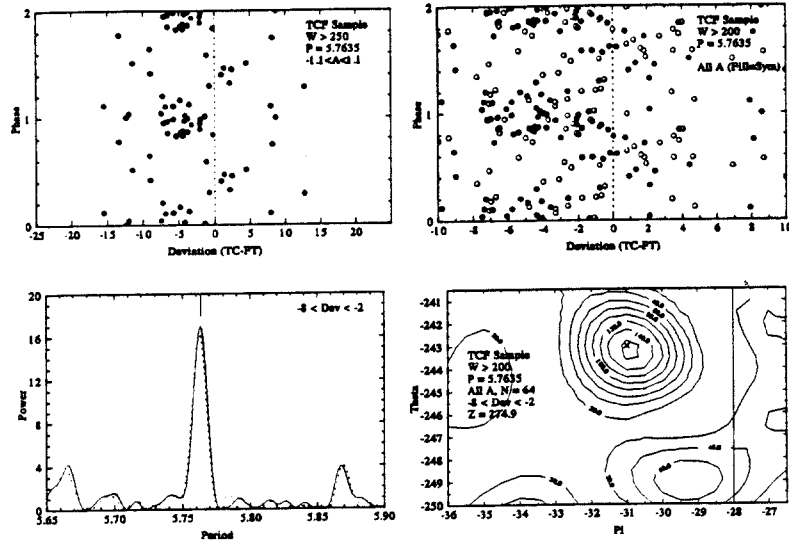 TCF Sample
W > 250
P = 5.7635
-1.1<A<1.1
2
1
0
Phase
-25 -20 -15 -10 -5 0 5 10 15 20
Deviation (TC-PT)
TCF Sample
W > 200
P = 5.7635
All A (Fill=Sym)
2
1
0
Phase
-10 -8 -6 -4 -2 0 2 4 6 8 10
Deviation (TC-PT)
-8 < Dev < -2
20
16
12
8
4
0
Power
5.65 5.70 5.75 5.80 5.85 5.90
Period
TCF Sample
W > 200
P = 5.7635
All A, N = 64
-8 < Dev < -2
Z = 274.9
-241
-242
-243
-244
-245
-246
-247
-248
-249
-250
Theta
-36 -35 -34 -33 -32 -31 -30 -29 -28 -27
PI